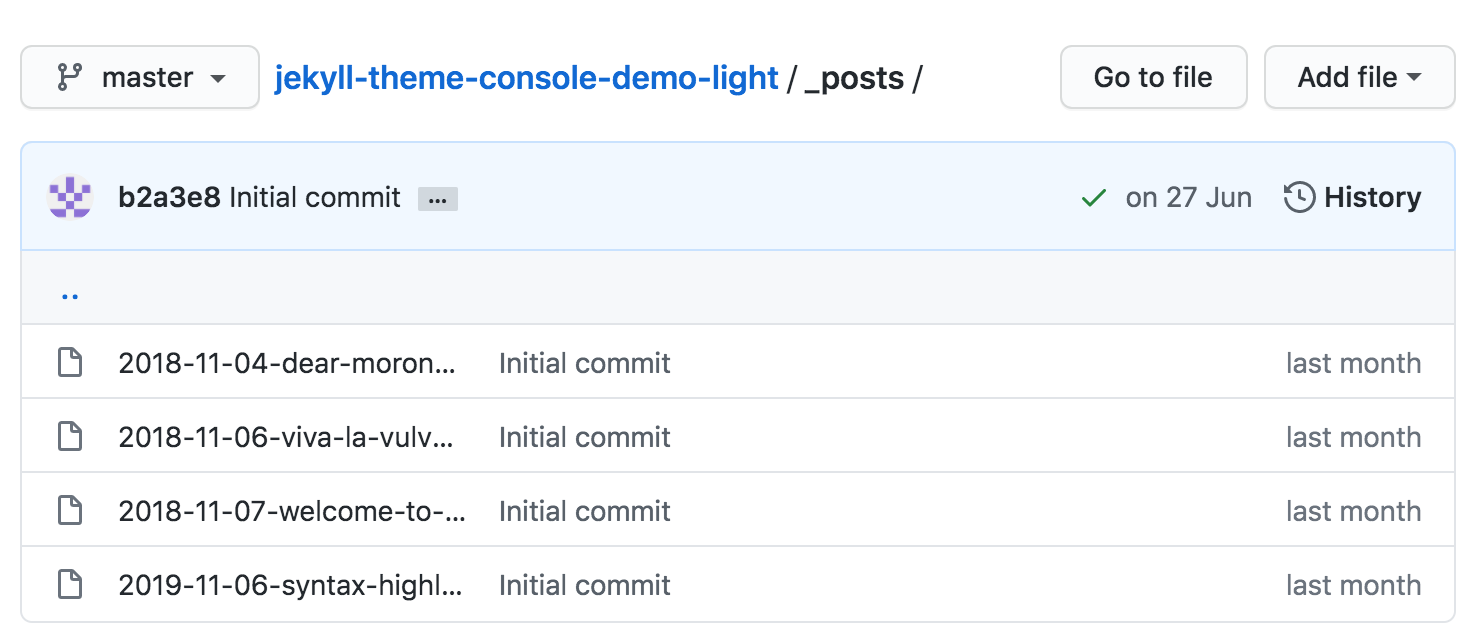 master jekyll-theme-console-demo-light / _posts / Go to file Add file
b2a3e8 Initial commit ... on 27 Jun History
..
2018-11-04-dear-moron... Initial commit last month
2018-11-06-viva-la-vulv... Initial commit last month
2018-11-07-welcome-to-... Initial commit last month
2019-11-06-syntax-highl... Initial commit last month